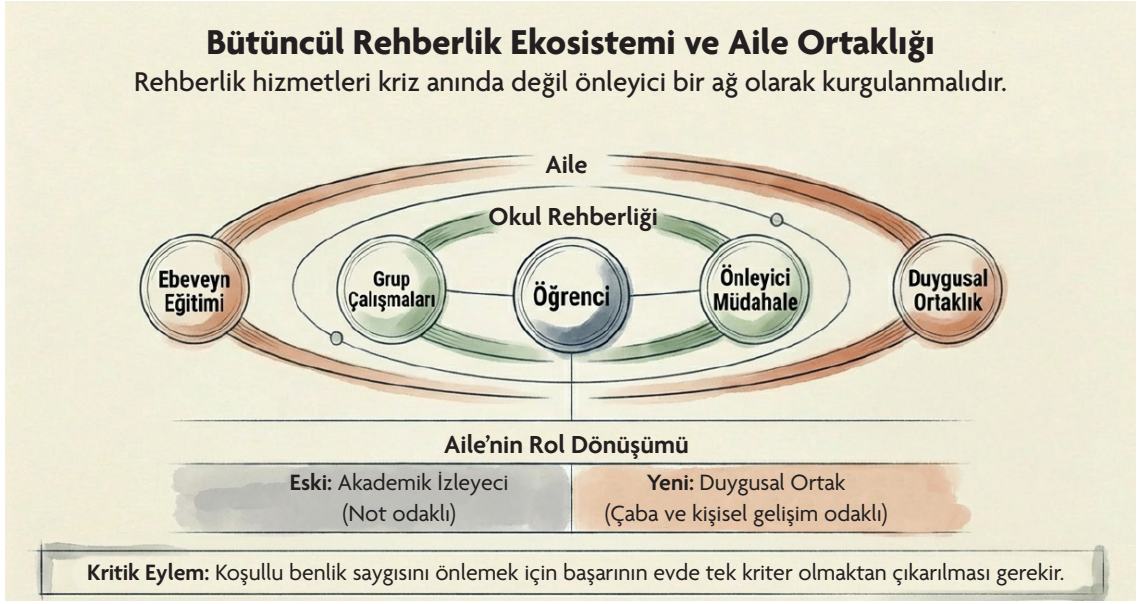 Bütüncül Rehberlik Ekosistemi ve Aile Ortaklığı
Rehberlik hizmetleri kriz anında değil önleyici bir ağ olarak kurgulanmalıdır.
Aile
Okul Rehberliği
Ebeveyn
Eğitimi
Grup
Çalışmaları
Öğrenci
Önleyici
Müdahale
Duygusal
Ortaklık
Aile'nin Rol Dönüşümü
Eski: Akademik İzleyeci
(Not odaklı)
Yeni: Duygusal Ortak
(Çaba ve kişisel gelişim odaklı)
Kritik Eylem: Koşullu benlik saygısını önlemek için başarının evde tek kriter olmaktan çıkarılması gerekir.